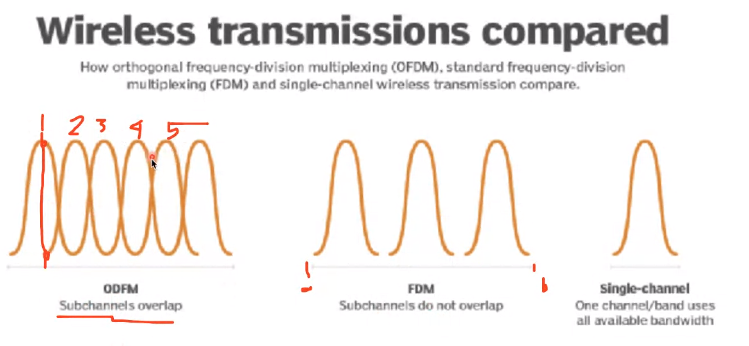 Wireless transmissions compared
How orthogonal frequency-division multiplexing (OFDM), standard frequency-division
multiplexing (FDM) and single-channel wireless transmission compare.
1 2 3 4 5
ODFM
Subchannels overlap
FDM
Subchannels do not overlap
Single-channel
One channel/band uses
all available bandwidth